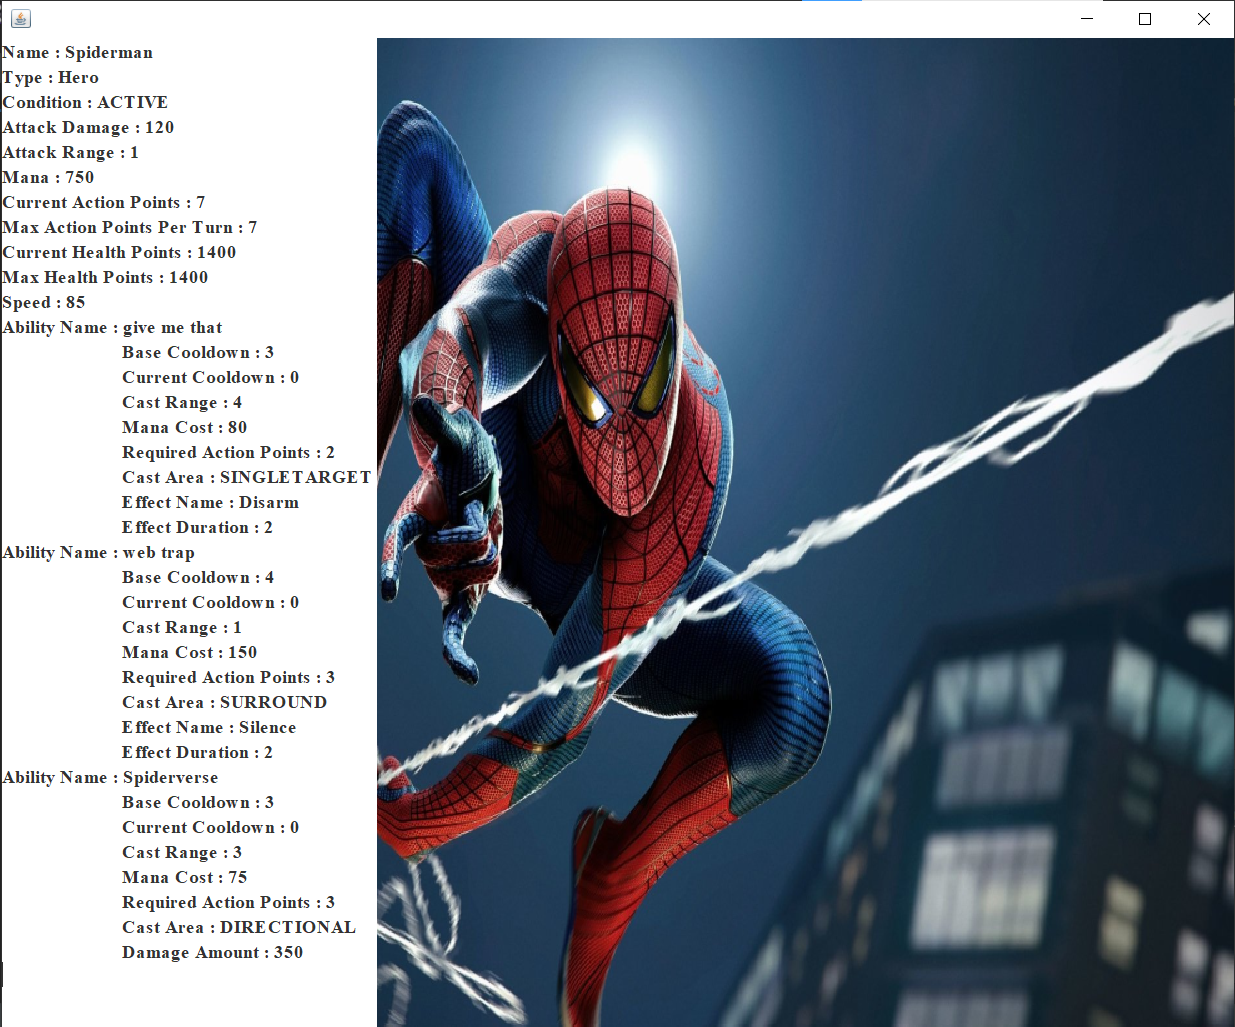 Name : Spiderman
Type : Hero
Condition : ACTIVE
Attack Damage : 120
Attack Range : 1
Mana : 750
Current Action Points : 7
Max Action Points Per Turn : 7
Current Health Points : 1400
Max Health Points : 1400
Speed : 85
Ability Name : give me that
Base Cooldown : 3
Current Cooldown : 0
Cast Range : 4
Mana Cost : 80
Required Action Points : 2
Cast Area : SINGLETARGET
Effect Name : Disarm
Effect Duration : 2
Ability Name : web trap
Base Cooldown : 4
Current Cooldown : 0
Cast Range : 1
Mana Cost : 150
Required Action Points : 3
Cast Area : SURROUND
Effect Name : Silence
Effect Duration : 2
Ability Name : Spiderverse
Base Cooldown : 3
Current Cooldown : 0
Cast Range : 3
Mana Cost : 75
Required Action Points : 3
Cast Area : DIRECTIONAL
Damage Amount : 350